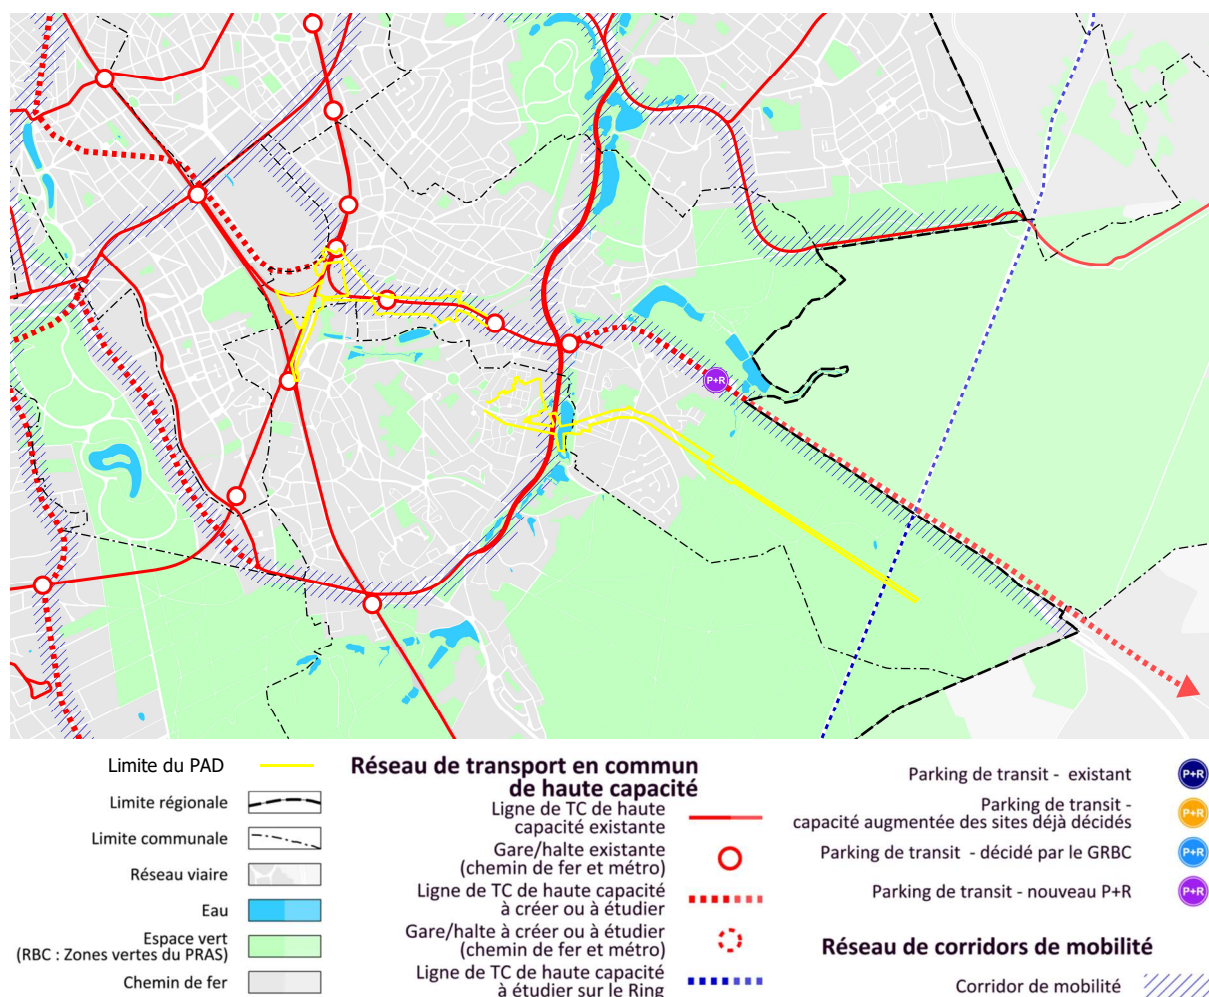 P+R
Limite du PAD
Limite régionale
Limite communale
Réseau viaire
Eau
Espace vert
(RBC : Zones vertes du PRAS)
Chemin de fer
Réseau de transport en commun
de haute capacité
Ligne de TC de haute
capacité existante
Gare/halte existante
(chemin de fer et métro)
Ligne de TC de haute capacité
à créer ou à étudier
Gare/halte à créer ou à étudier
(chemin de fer et métro)
Ligne de TC de haute capacité
à étudier sur le Ring
Parking de transit - existant
P+R
Parking de transit -
capacité augmentée des sites déjà décidés
P+R
Parking de transit - décidé par le GRBC
P+R
Parking de transit - nouveau P+R
P+R
Réseau de corridors de mobilité
Corridor de mobilité